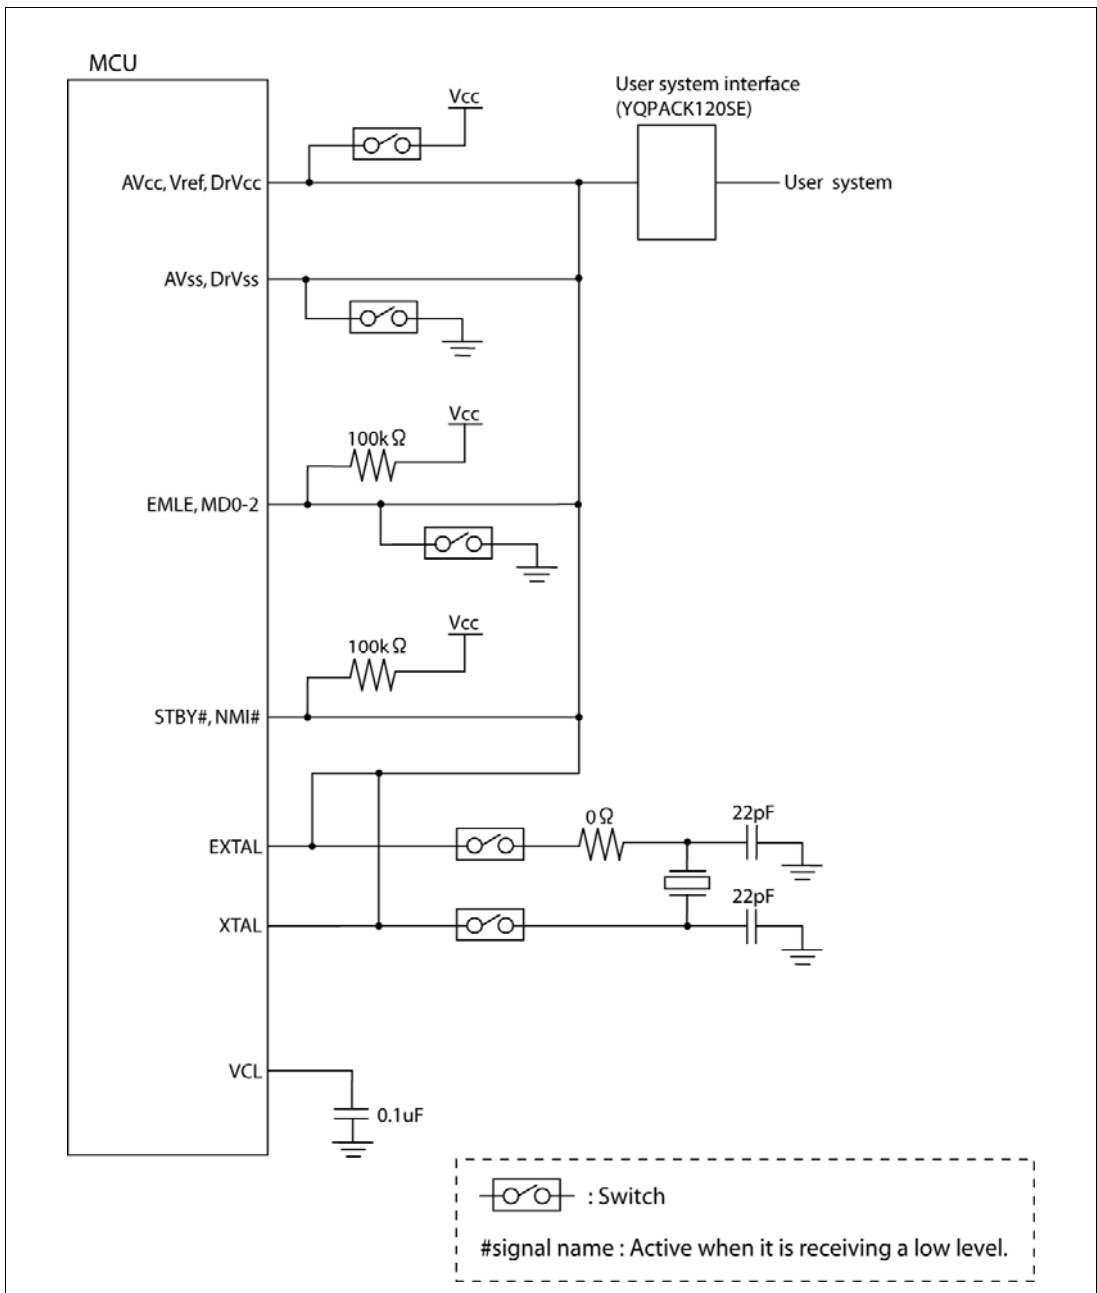 MCU
User system interface
(YQPACK120SE)
Vcc
AVcc, Vref, DrVcc
User system
AVss, DrVss
Vcc
100kΩ
EMLE, MD0-2
Vcc
100kΩ
STBY#, NMI#
0Ω
22pF
EXTAL
22pF
XTAL
VCL
0.1uF
: Switch
#signal name : Active when it is receiving a low level.